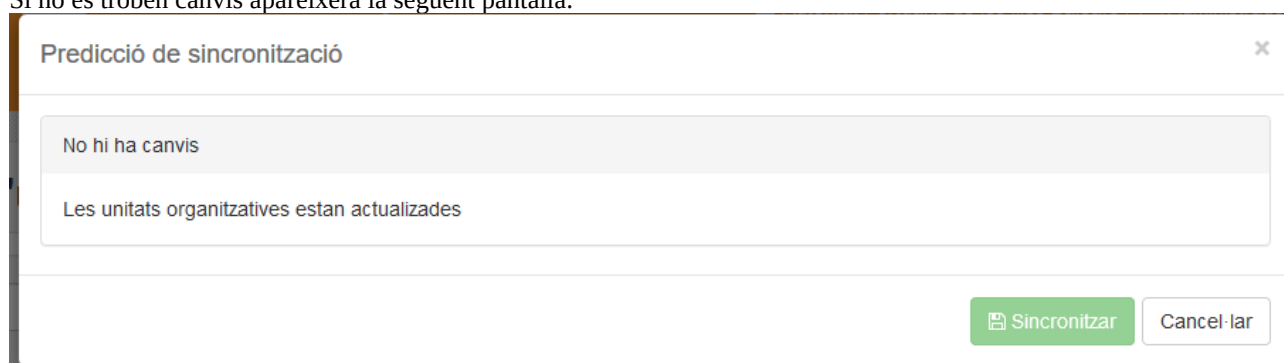 Si no es troben canvis apareixerà la següent pantalla:
Predicció de sincronització
×
No hi ha canvis
Les unitats organitzatives estan actualizades
Sincronitzar
Cancel·lar